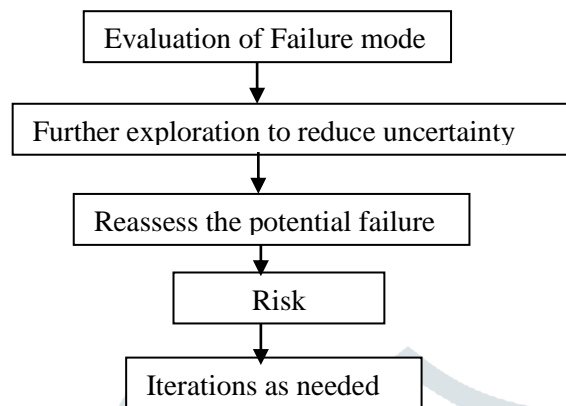 Evaluation of Failure mode
Further exploration to reduce uncertainty
Reassess the potential failure
Risk
Iterations as needed